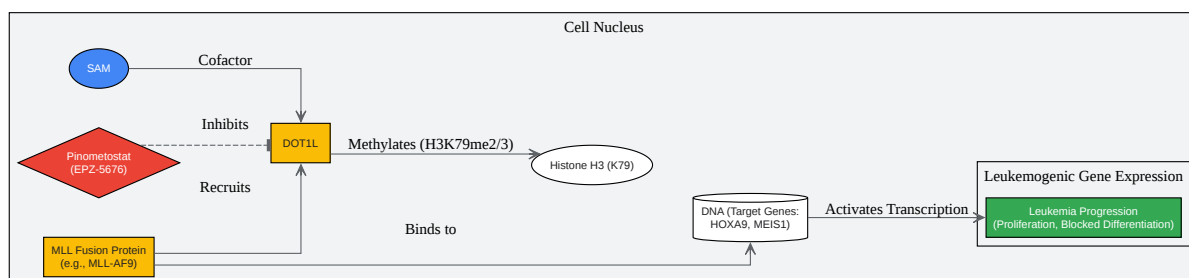 Cell Nucleus
SAM
Cofactor
Inhibits
Pinometostat
(EPZ-5676)
DOT1L
Methylates (H3K79me2/3)
Histone H3 (K79)
Recruits
Leukemogenic Gene Expression
DNA (Target Genes:
HOXA9, MEIS1)
Activates Transcription
Leukemia Progression
(Proliferation, Blocked Differentiation)
Binds to
MLL Fusion Protein
(e.g., MLL-AF9)